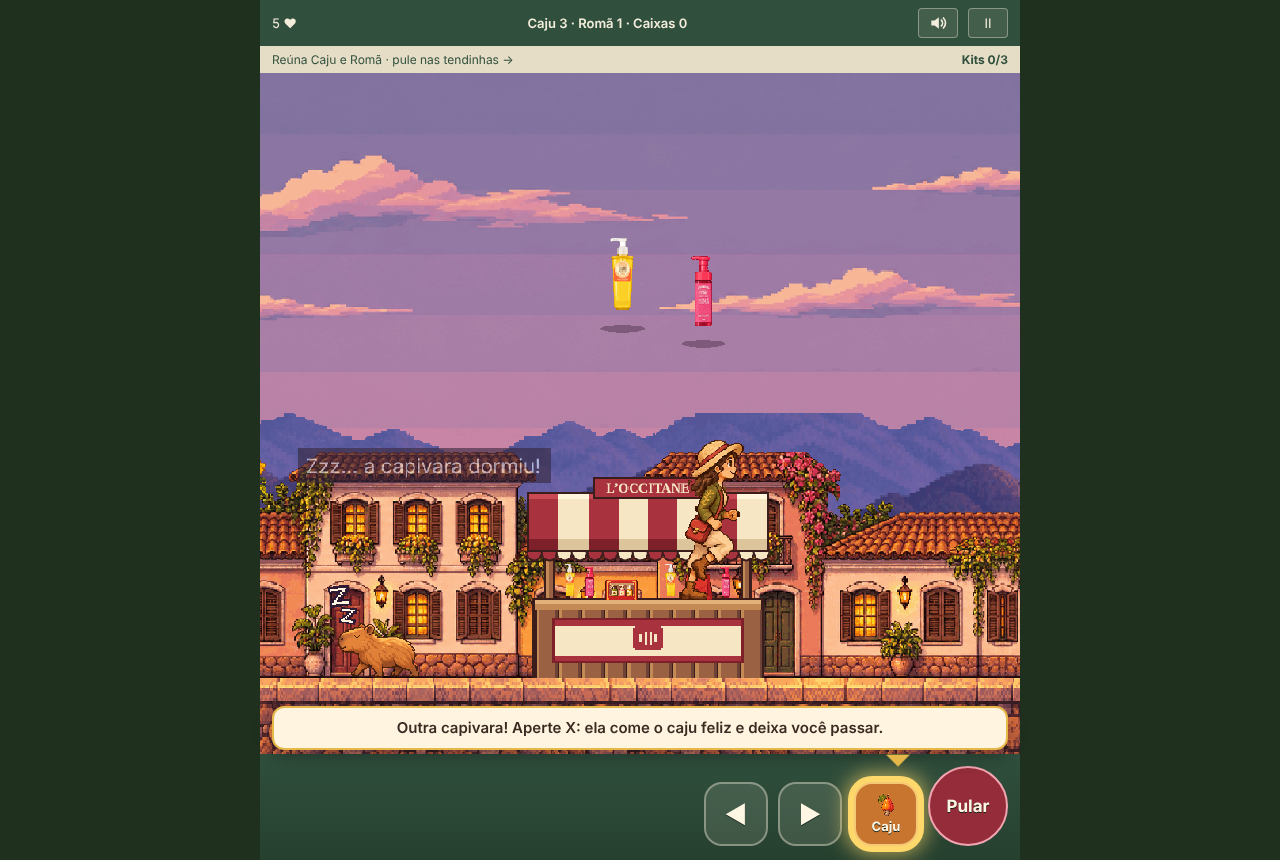 5 ♥
Caju 3 · Romã 1 · Caixas 0
Reúna Caju e Romã · pule nas tendinhas →
Kits 0/3
Zzz... a capivara dormiu!
L'OCCITANE
Z
Z
Outra capivara! Aperte X: ela come o caju feliz e deixa você passar.
Caju
Pular